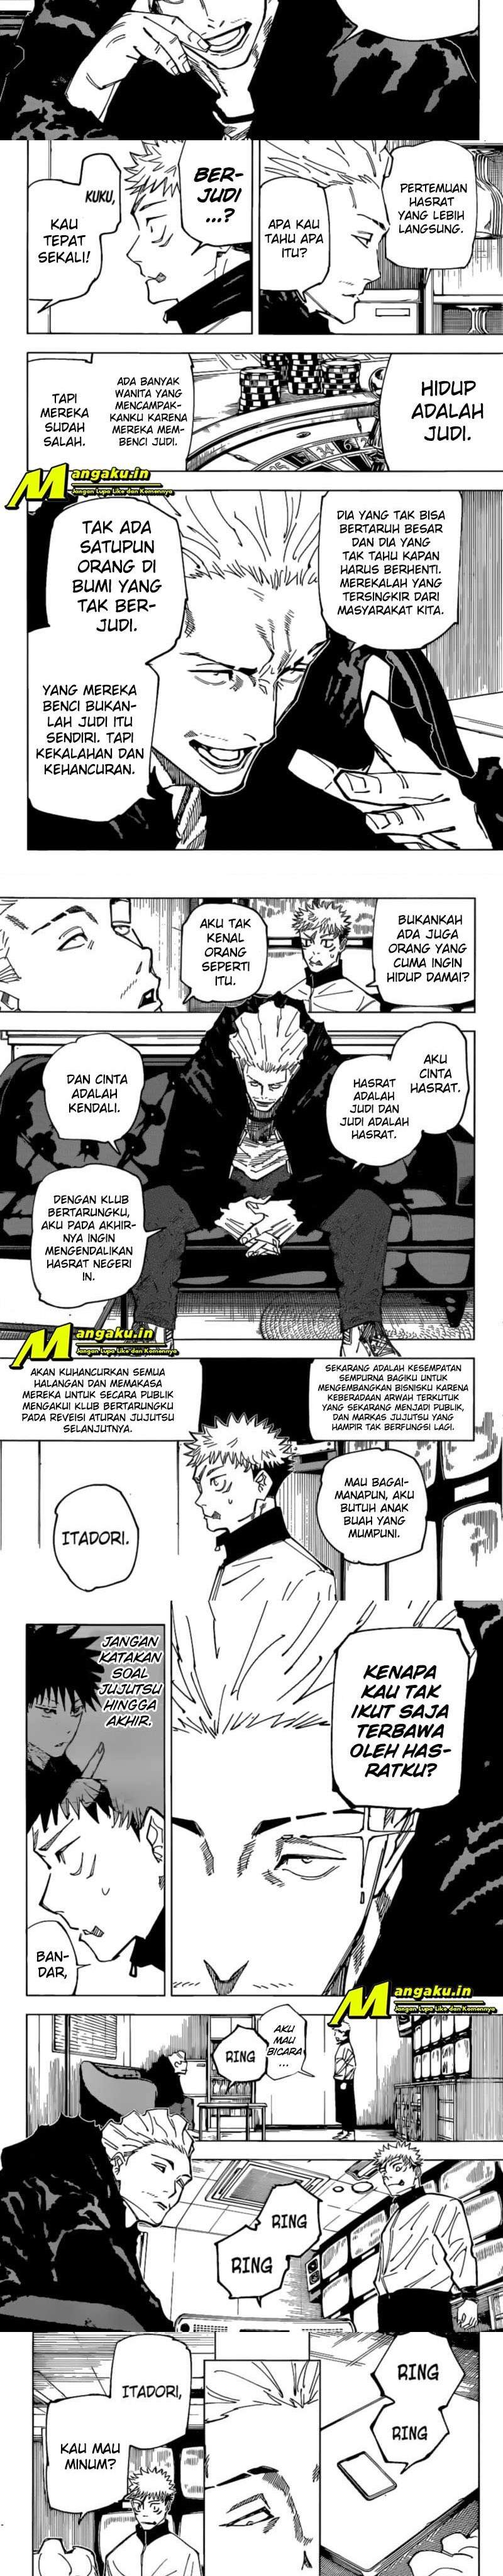 PERTEMUAN
HASRAT
YANG LEBIH
LANGSUNG.
APA KAU
TAHU APA
ITU?
BER-
JUDI
...?
KUKU,
KAU
TEPAT
SEKALI!
HIDUP
ADALAH
JUDI.
ADA BANYAK
WANITA YANG
MENCAMPAK-
KANKU KARENA
MEREKA MEM-
BENCI JUDI.
TAPI
MEREKA
SUDAH
SALAH.
Mangaku.in
Jangan Lupa Like dan Komennya
DIA YANG TAK BISA
BERTARUH BESAR
DAN DIA YANG
TAK TAHU KAPAN
HARUS BERHENTI.
MEREKALAH YANG
TERSINGKIR DARI
MASYARAKAT KITA.
TAK ADA
SATUPUN
ORANG DI
BUMI YANG
TAK BER-
JUDI.
YANG MEREKA
BENCI BUKAN-
LAH JUDI ITU
SENDIRI. TAPI
KEKALAHAN DAN
KEHANCURAN.
BUKANKAH
ADA JUGA
ORANG YANG
CUMA INGIN
HIDUP DAMAI?
AKU TAK
KENAL
ORANG
SEPERTI
ITU.
AKU
CINTA
HASRAT.
HASRAT
ADALAH
JUDI DAN
JUDI ADALAH
HASRAT.
DAN CINTA
ADALAH
KENDALI.
DENGAN KLUB
BERTARUNGKU,
AKU PADA AKHIR-
NYA INGIN
MENGENDALIKAN
HASRAT NEGERI
IN.
Mangaku.in
Jangan Lupa Like dan Komennya
SEKARANG ADALAH KESEMPATAN
SEMPURNA BAGIKU UNTUK
MENGEMBANGKAN BISNISKU KARENA
KEBERADAAN ARWAH TERKUTUK
YANG SEKARANG MENJADI PUBLIK,
DAN MARKAS JUJUTSU YANG
HAMPIR TAK BERFUNGSI LAGI.
AKAN KUHANCURKAN SEMUA
HALANGAN DAN MEMAKASA
MEREKA UNTUK SECARA PUBLIK
MENGAKUI KLUB BERTARUNGKU
PADA REVEISI ATURAN JUJUTSU
SELANJUTNYA.
MAU BAGAI-
MANAPUN, AKU
BUTUH ANAK
BUAH YANG
MUMPUNI.
ITADORI.
KENAPA
KAU TAK
IKUT SAJA
TERBAWA
OLEH HAS-
RATKU?
JANGAN
KATAKAN
SOAL
JUJUTSU
HINGGA
AKHIR.
BAN-
DAR,
Mangaku.in
Jangan Lupa Like dan Komennya
AKU
MAU
BICARA
...
RING
RING
RING
RING
RING
ITADORI,
KAU MAU
MINUM?